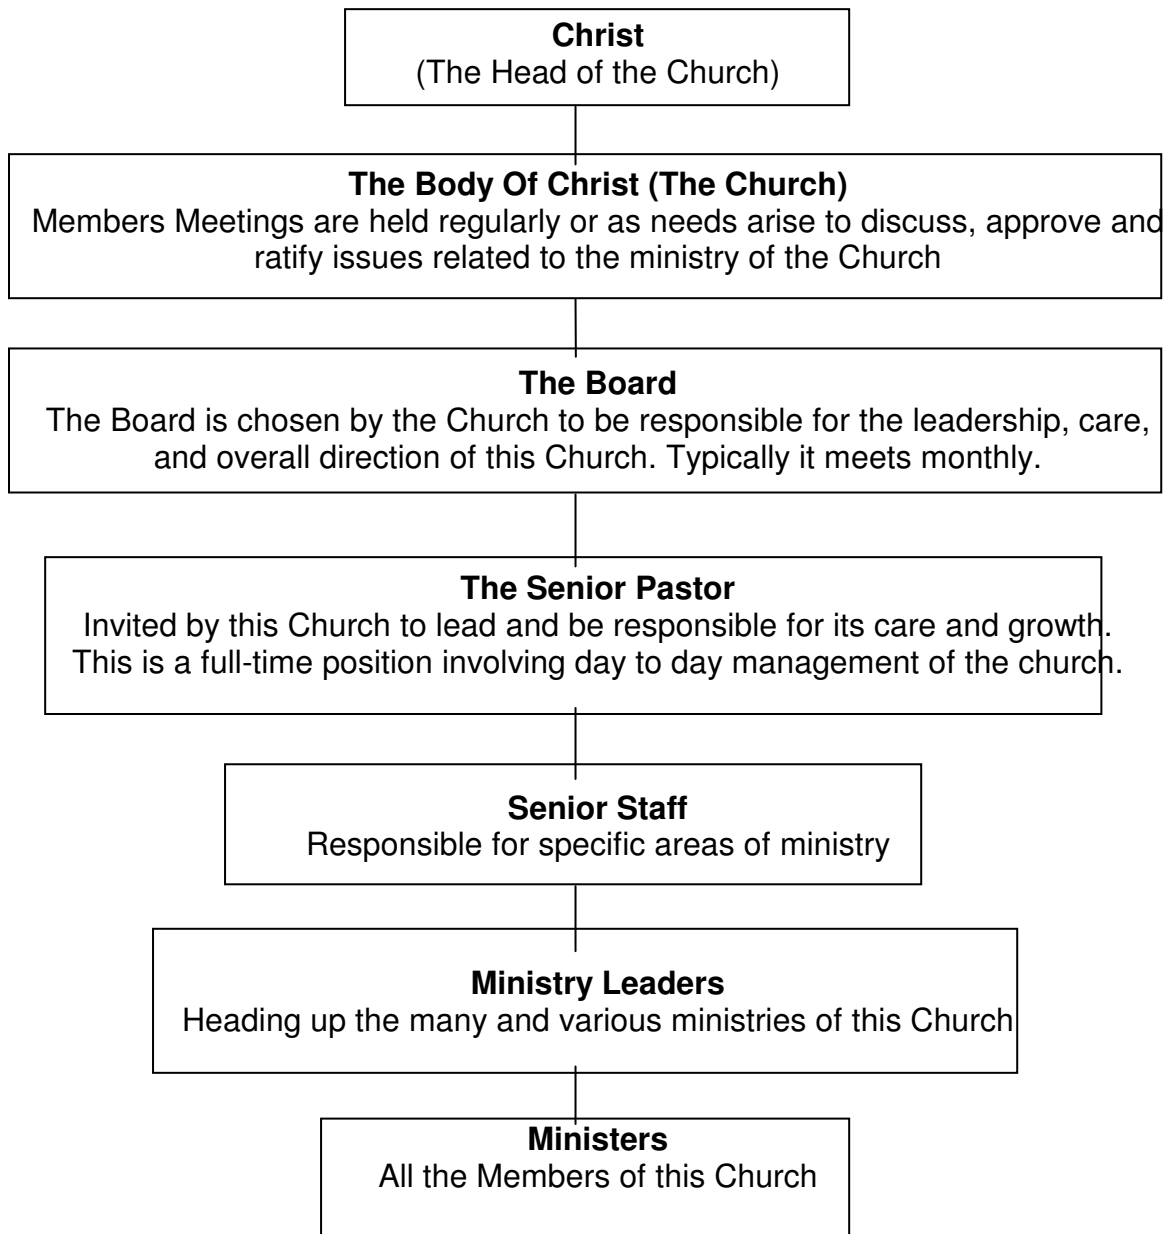 Christ
(The Head of the Church)
The Body Of Christ (The Church)
Members Meetings are held regularly or as needs arise to discuss, approve and
ratify issues related to the ministry of the Church
The Board
The Board is chosen by the Church to be responsible for the leadership, care,
and overall direction of this Church. Typically it meets monthly.
The Senior Pastor
Invited by this Church to lead and be responsible for its care and growth.
This is a full-time position involving day to day management of the church.
Senior Staff
Responsible for specific areas of ministry
Ministry Leaders
Heading up the many and various ministries of this Church
Ministers
All the Members of this Church